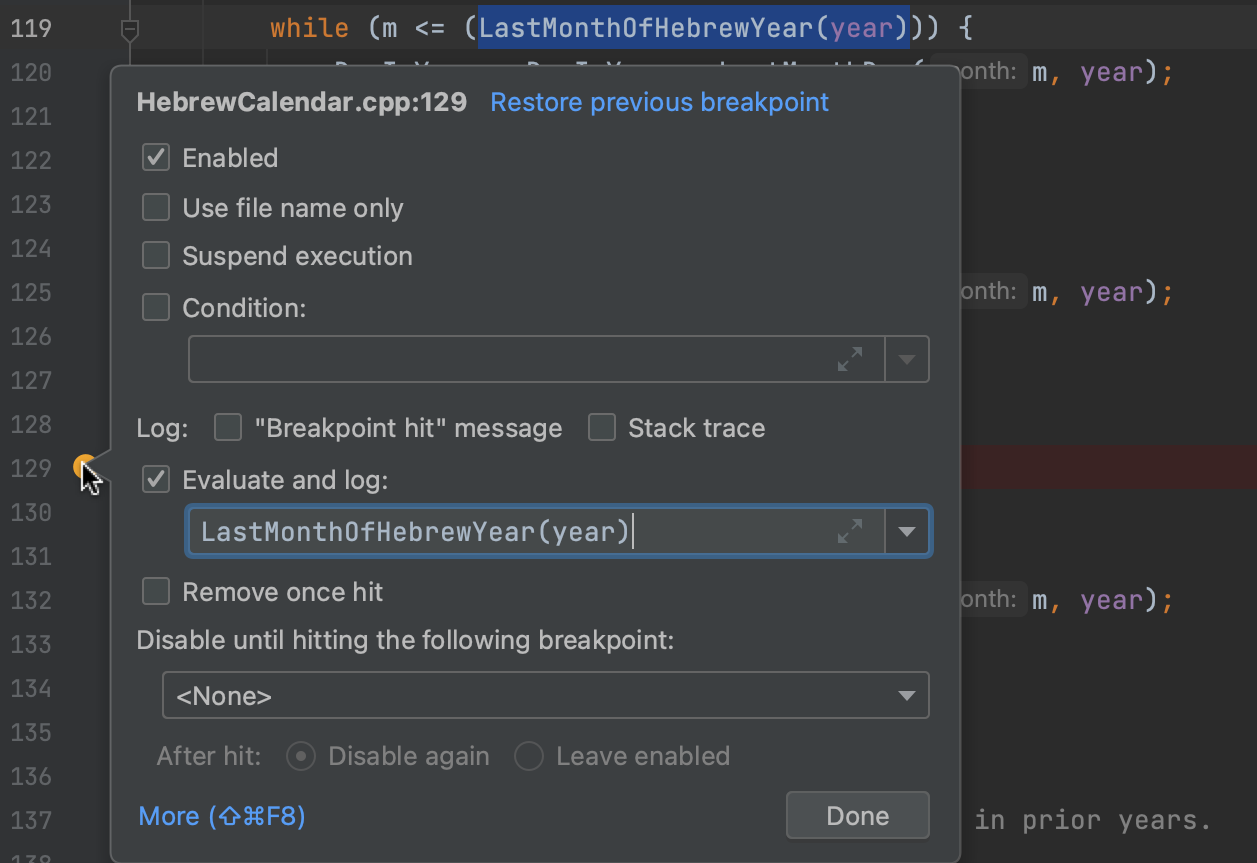 119 while (m <= (LastMonthOfHebrewYear(year))) {
120 onth: m, year);
121
122
123
124
125 onth: m, year);
126
127
128
129
130
131
132 onth: m, year);
133
134
135
136
137 in prior years.
138
HebrewCalendar.cpp:129 Restore previous breakpoint
Enabled
Use file name only
Suspend execution
Condition:
Log: "Breakpoint hit" message Stack trace
Evaluate and log:
LastMonthOfHebrewYear(year)
Remove once hit
Disable until hitting the following breakpoint:
<None>
After hit: Disable again Leave enabled
More (⇧⌘F8) Done